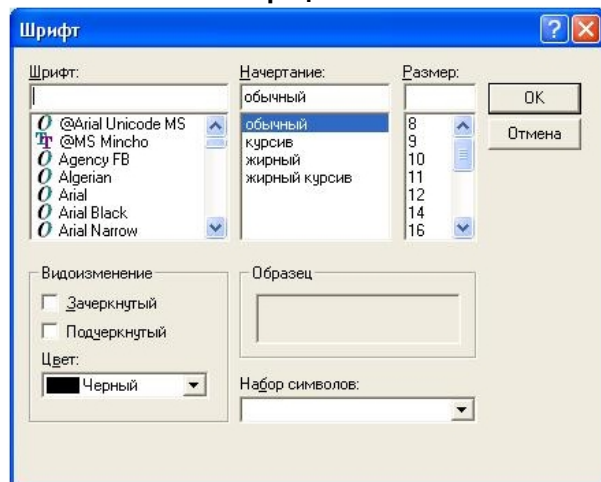 Шрифт
Шрифт:
@Arial Unicode MS
@MS Mincho
Agency FB
Algerian
Arial
Arial Black
Arial Narrow
Начертание:
обычный
обычный
курсив
жирный
жирный курсив
Размер:
8
9
10
11
12
14
16
OK
Отмена
Видоизменение
Зачеркнутый
Подчеркнутый
Цвет:
Черный
Образец
Набор символов: